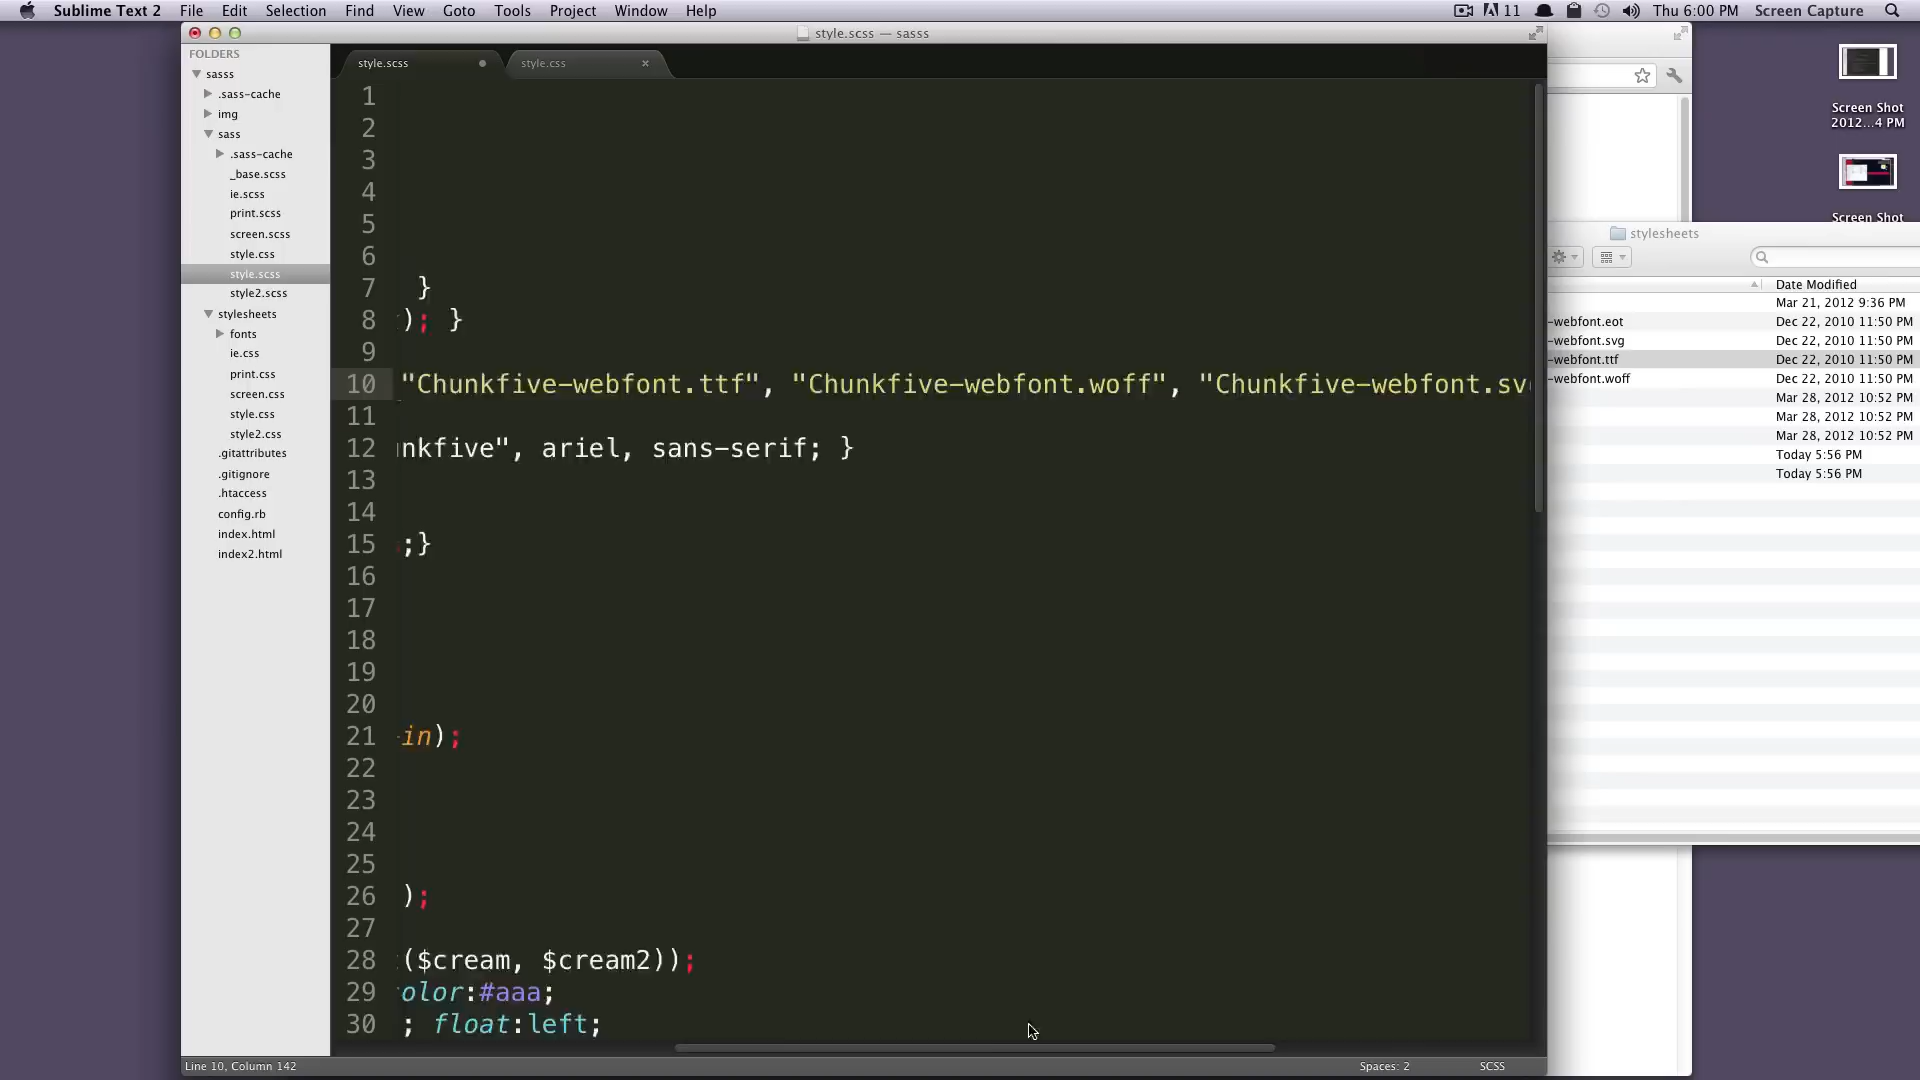 Sublime Text 2 File Edit Selection Find View Goto Tools Project Window Help 11 Thu 6:00 PM Screen Capture
style.scss — sasss
FOLDERS
sasss
.sass-cache
img
sass
.sass-cache
_base.scss
ie.scss
print.scss
screen.scss
style.css
style.scss
style2.scss
stylesheets
fonts
ie.css
print.css
screen.css
style.css
style2.css
.gitattributes
.gitignore
.htaccess
config.rb
index.html
index2.html
style.scss style.css
1
2
3
4
5
6
7 }
8 ); }
9
10 "Chunkfive-webfont.ttf", "Chunkfive-webfont.woff", "Chunkfive-webfont.sv
11
12 nkfive", ariel, sans-serif; }
13
14
15 ;}
16
17
18
19
20
21 in);
22
23
24
25
26 );
27
28 ($cream, $cream2));
29 olor:#aaa;
30 ; float:left;
Line 10, Column 142
Spaces: 2 SCSS
Screen Shot
2012...4 PM
Screen Shot
stylesheets
Date Modified
Mar 21, 2012 9:36 PM
-webfont.eot Dec 22, 2010 11:50 PM
-webfont.svg Dec 22, 2010 11:50 PM
-webfont.ttf Dec 22, 2010 11:50 PM
-webfont.woff Dec 22, 2010 11:50 PM
Mar 28, 2012 10:52 PM
Mar 28, 2012 10:52 PM
Mar 28, 2012 10:52 PM
Today 5:56 PM
Today 5:56 PM